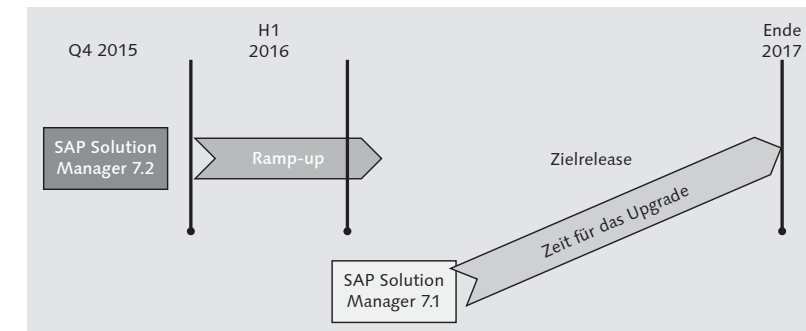 Q4 2015
H1
2016
Ende
2017
SAP Solution
Manager 7.2
Ramp-up
Zielrelease
Zeit für das Upgrade
SAP Solution
Manager 7.1